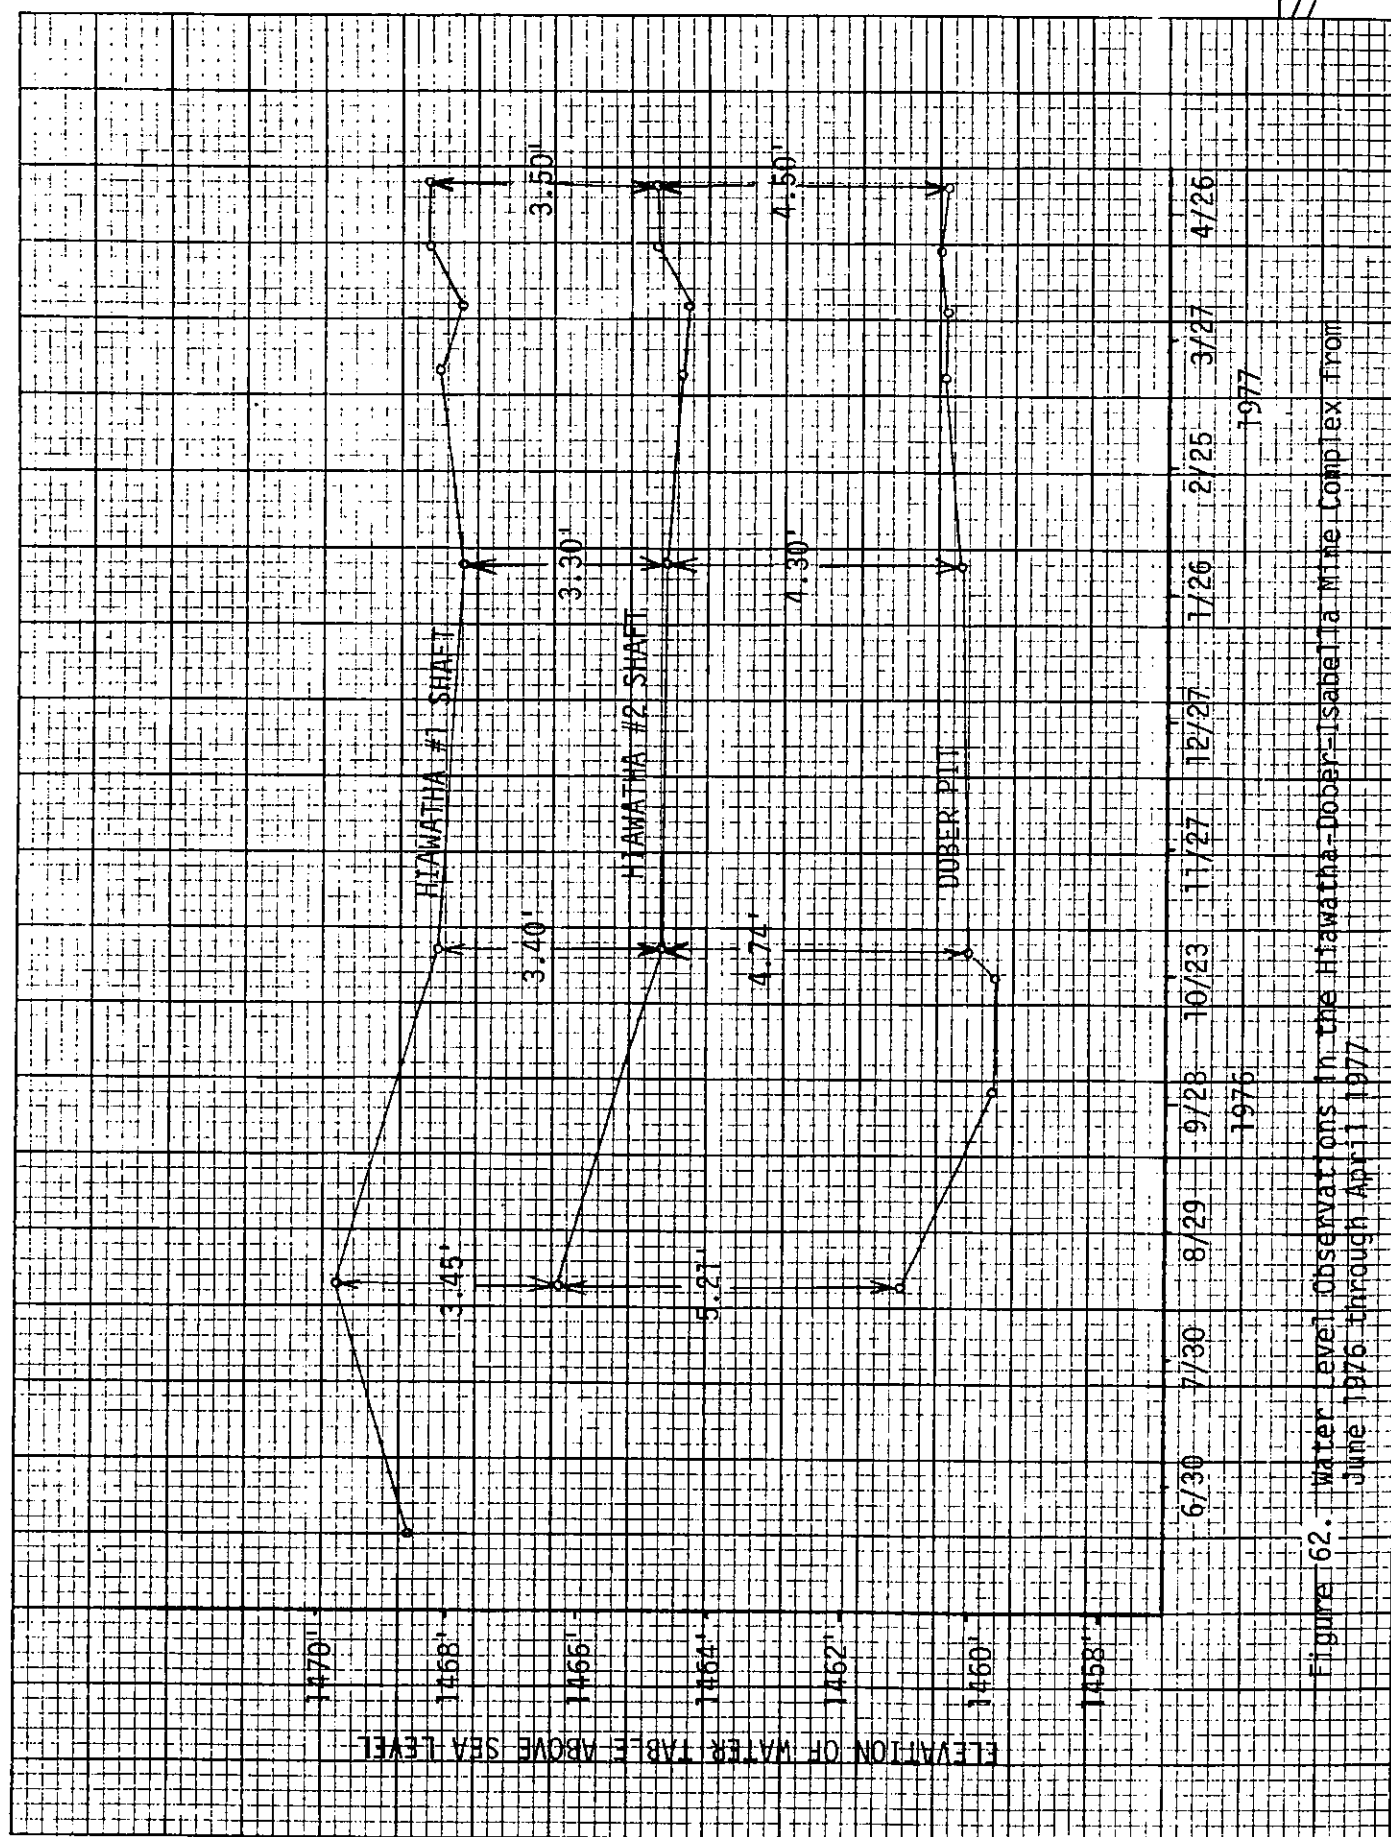 ELEVATION OF WATER TABLE ABOVE SEA LEVEL
1470'
1468'
1466'
1464'
1462'
1460'
1458'
HIAWATHA #1 SHAFT
3.45'
3.40'
3.30'
3.50'
HIAWATHA #2 SHAFT
5.27'
4.74'
4.30'
4.50'
DOBER PIT
6/30 7/30 8/29 9/28 10/23 11/27 12/27 1/26 2/25 3/27 4/26
1976 1977
Figure 62. Water Level Observations in the Hiawatha-Dober-Isabella Mine Complex from
June 1976 through April 1977